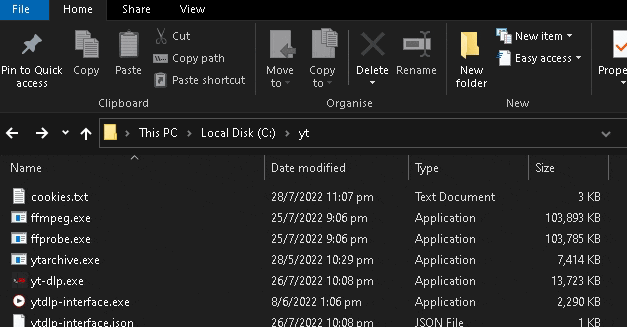 File Home Share View
Cut
Copy path
Paste shortcut
Pin to Quick access
Copy
Paste
Clipboard
Move to
Copy to
Delete
Rename
Organise
New folder
New item
Easy access
New
This PC > Local Disk (C:) > yt
Name Date modified Type Size
cookies.txt 28/7/2022 11:07 pm Text Document 3 KB
ffmpeg.exe 25/7/2022 9:06 pm Application 103,893 KB
ffprobe.exe 25/7/2022 9:06 pm Application 103,785 KB
ytarchive.exe 28/5/2022 10:29 pm Application 7,414 KB
yt-dlp.exe 26/7/2022 10:08 pm Application 13,723 KB
ytdlp-interface.exe 8/6/2022 1:06 pm Application 2,290 KB
ytdlp-interface.json 26/7/2022 10:08 pm JSON File 1 KB